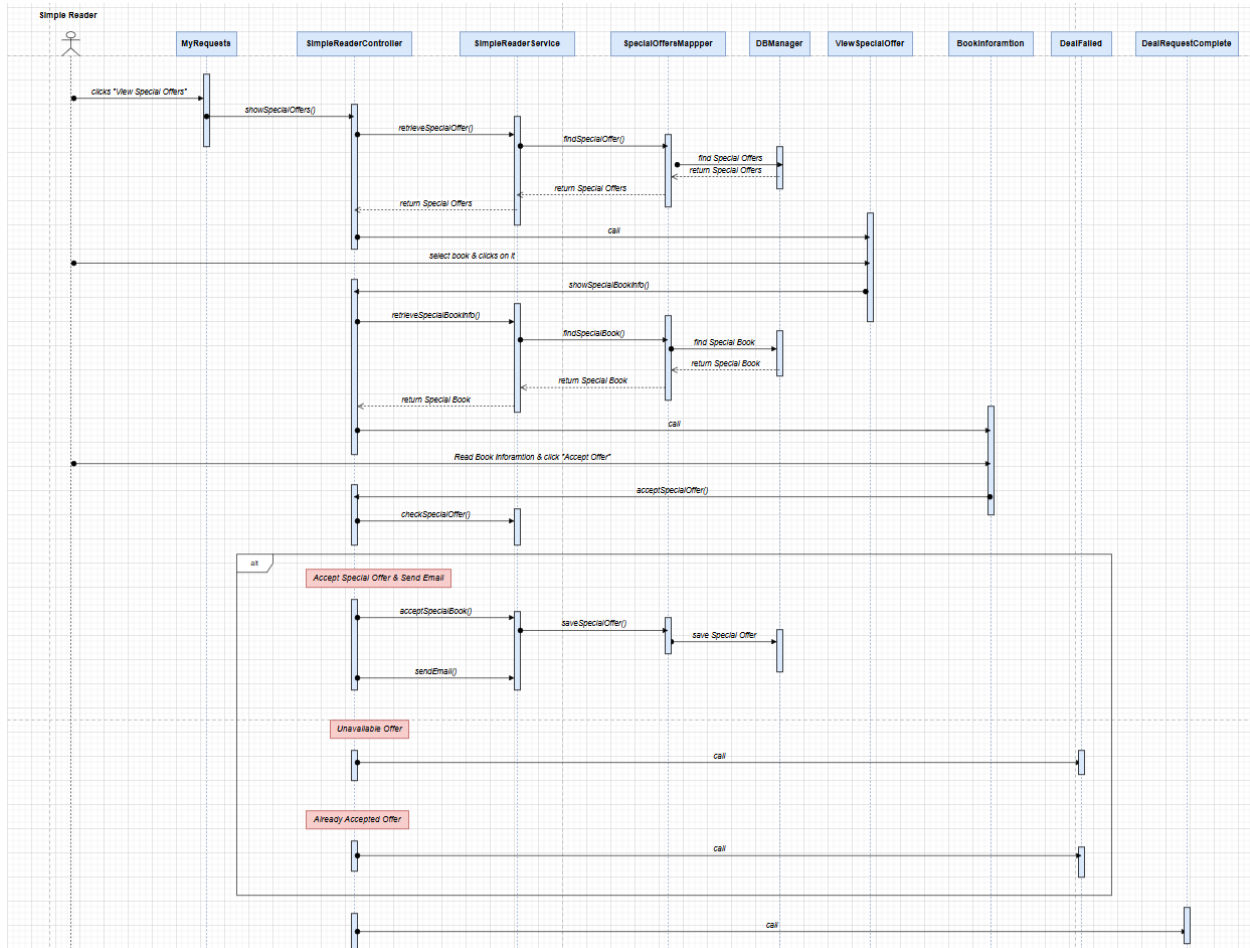 Simple Reader
MyRequests
SimpleReaderController
SimpleReaderService
SpecialOffersMappper
DBManager
ViewSpecialOffer
BookInforamtion
DealFailed
DealRequestComplete
clicks "View Special Offers"
showSpecialOffers()
retrieveSpecialOffer()
findSpecialOffer()
find Special Offers
return Special Offers
return Special Offers
return Special Offers
call
select book & clicks on it
showSpecialBookInfo()
retrieveSpecialBookInfo()
findSpecialBook()
find Special Book
return Special Book
return Special Book
return Special Book
call
Read Book Inforamtion & click "Accept Offer"
acceptSpecialOffer()
checkSpecialOffer()
alt
Accept Special Offer & Send Email
acceptSpecialBook()
saveSpecialOffer()
save Special Offer
sendEmail()
Unavailable Offer
call
Already Accepted Offer
call
call